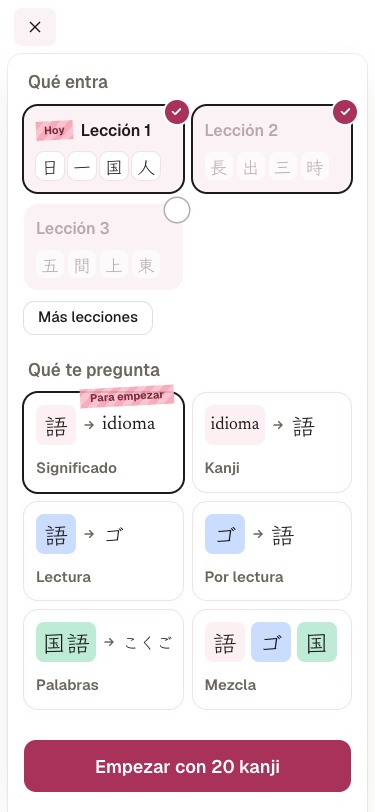 Qué entra
Hoy Lección 1
日 一 国 人
Lección 2
長 出 三 時
Lección 3
五 間 上 東
Más lecciones
Qué te pregunta
Para empezar
語 → idioma
Significado
idioma → 語
Kanji
語 → ゴ
Lectura
ゴ → 語
Por lectura
国語 → こくご
Palabras
語 ゴ 国
Mezcla
Empezar con 20 kanji